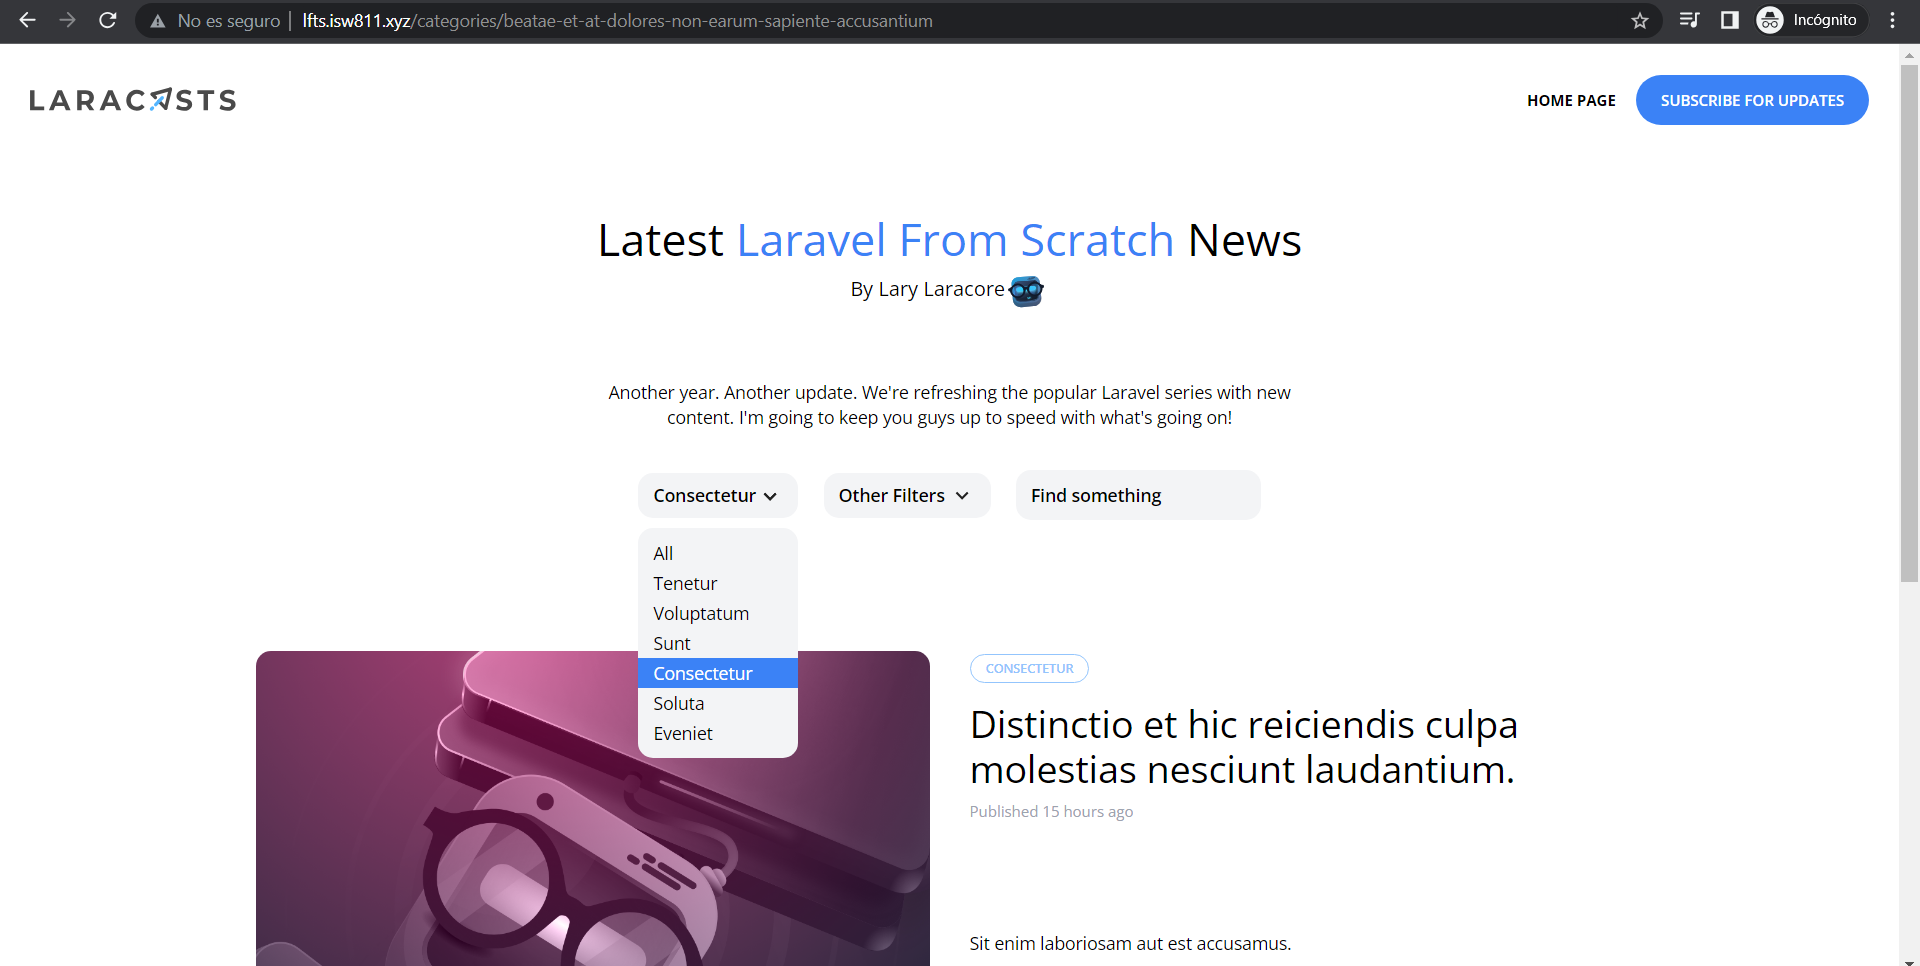 No es seguro | lfts.isw811.xyz/categories/beatae-et-at-dolores-non-earum-sapiente-accusantium
Incógnito
LARACASTS
HOME PAGE
SUBSCRIBE FOR UPDATES
Latest Laravel From Scratch News
By Lary Laracore
Another year. Another update. We're refreshing the popular Laravel series with new
content. I'm going to keep you guys up to speed with what's going on!
Consectetur
Other Filters
Find something
All
Tenetur
Voluptatum
Sunt
Consectetur
Soluta
Eveniet
CONSECTETUR
Distinctio et hic reiciendis culpa
molestias nesciunt laudantium.
Published 15 hours ago
Sit enim laboriosam aut est accusamus.